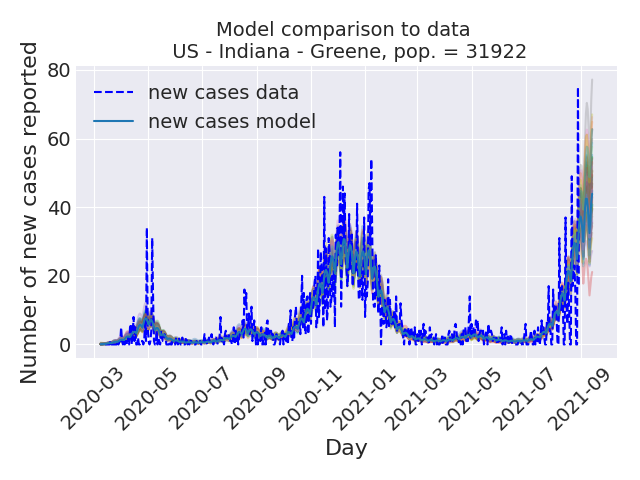 Model comparison to data
US - Indiana - Greene, pop. = 31922
Number of new cases reported
80
60
40
20
0
new cases data
new cases model
2020-03
2020-05
2020-07
2020-09
2020-11
2021-01
2021-03
2021-05
2021-07
2021-09
Day